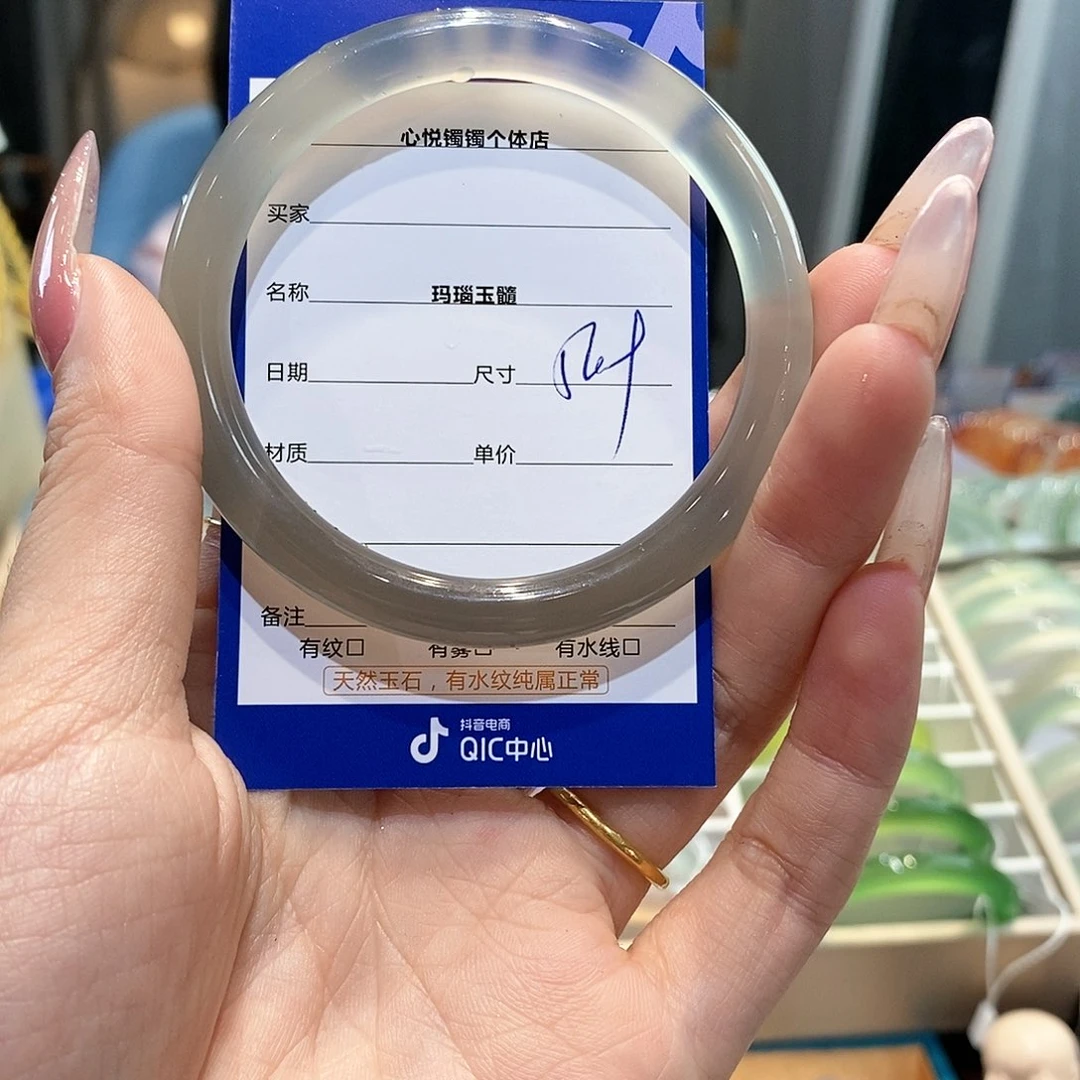 心悦镯镯个体店
买家
名称 玛瑙玉髓
日期 尺寸
材质 单价
备注
有纹□ 有雾□ 有水线□
天然玉石，有水纹纯属正常
抖音电商
QIC中心